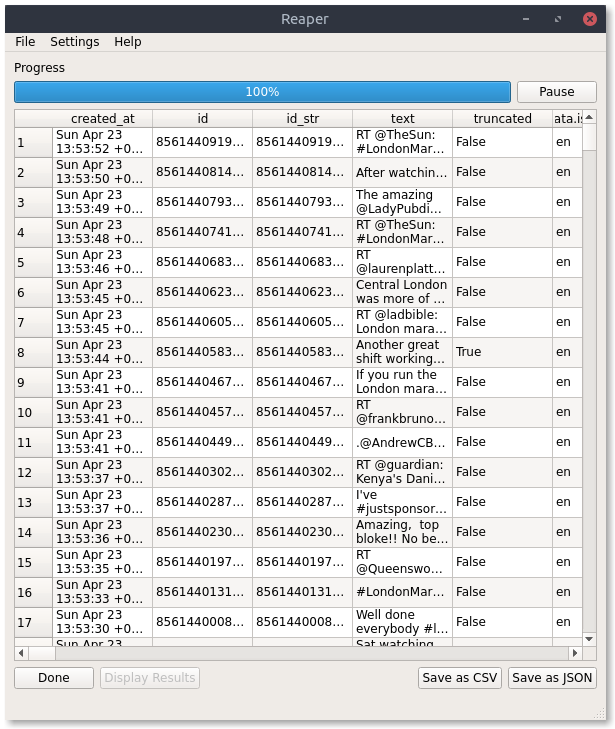 Reaper
File Settings Help
Progress
100% Pause
created_at id id_str text truncated ata.is
1 Sun Apr 23 13:53:52 +0... 8561440919... 8561440919... RT @TheSun: #LondonMar... False en
2 Sun Apr 23 13:53:50 +0... 8561440814... 8561440814... After watchin... False en
3 Sun Apr 23 13:53:49 +0... 8561440793... 8561440793... The amazing @LadyPubdi... False en
4 Sun Apr 23 13:53:48 +0... 8561440741... 8561440741... RT @TheSun: #LondonMar... False en
5 Sun Apr 23 13:53:46 +0... 8561440683... 8561440683... RT @laurenplatt... False en
6 Sun Apr 23 13:53:45 +0... 8561440623... 8561440623... Central London was more of ... False en
7 Sun Apr 23 13:53:45 +0... 8561440605... 8561440605... RT @ladbible: London mara... False en
8 Sun Apr 23 13:53:44 +0... 8561440583... 8561440583... Another great shift working... True en
9 Sun Apr 23 13:53:41 +0... 8561440467... 8561440467... If you run the London mara... False en
10 Sun Apr 23 13:53:41 +0... 8561440457... 8561440457... RT @frankbruno... False en
11 Sun Apr 23 13:53:41 +0... 8561440449... 8561440449... .@AndrewCB... False en
12 Sun Apr 23 13:53:37 +0... 8561440302... 8561440302... RT @guardian: Kenya's Dani... False en
13 Sun Apr 23 13:53:37 +0... 8561440287... 8561440287... I've #justsponsor... False en
14 Sun Apr 23 13:53:36 +0... 8561440230... 8561440230... Amazing, top bloke!! No be... False en
15 Sun Apr 23 13:53:35 +0... 8561440197... 8561440197... RT @Queenswo... False en
16 Sun Apr 23 13:53:33 +0... 8561440131... 8561440131... #LondonMar... False en
17 Sun Apr 23 13:53:30 +0... 8561440008... 8561440008... Well done everybody #l... False en
Sun Apr 23 Sat watching
Done Display Results Save as CSV Save as JSON